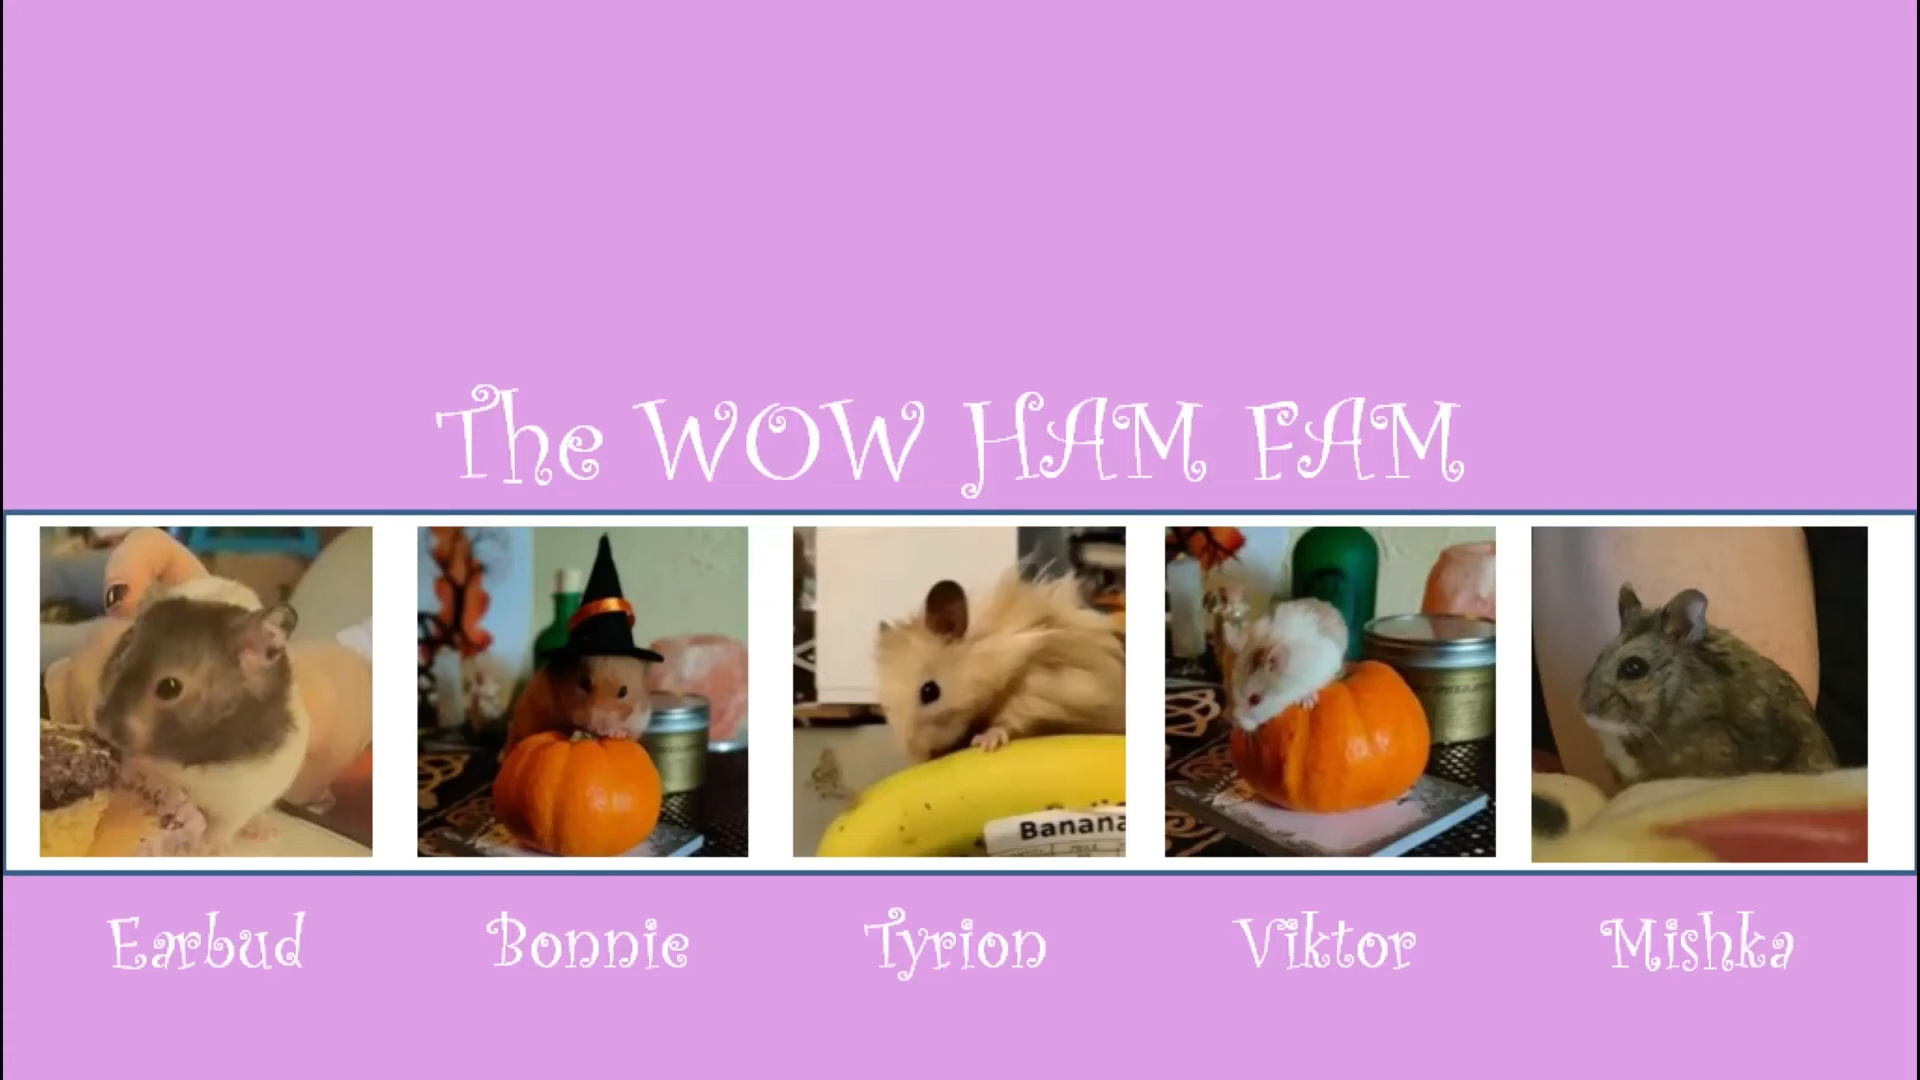 The WOW HAM FAM
Banana
Earbud
Bonnie
Tyrion
Viktor
Mishka